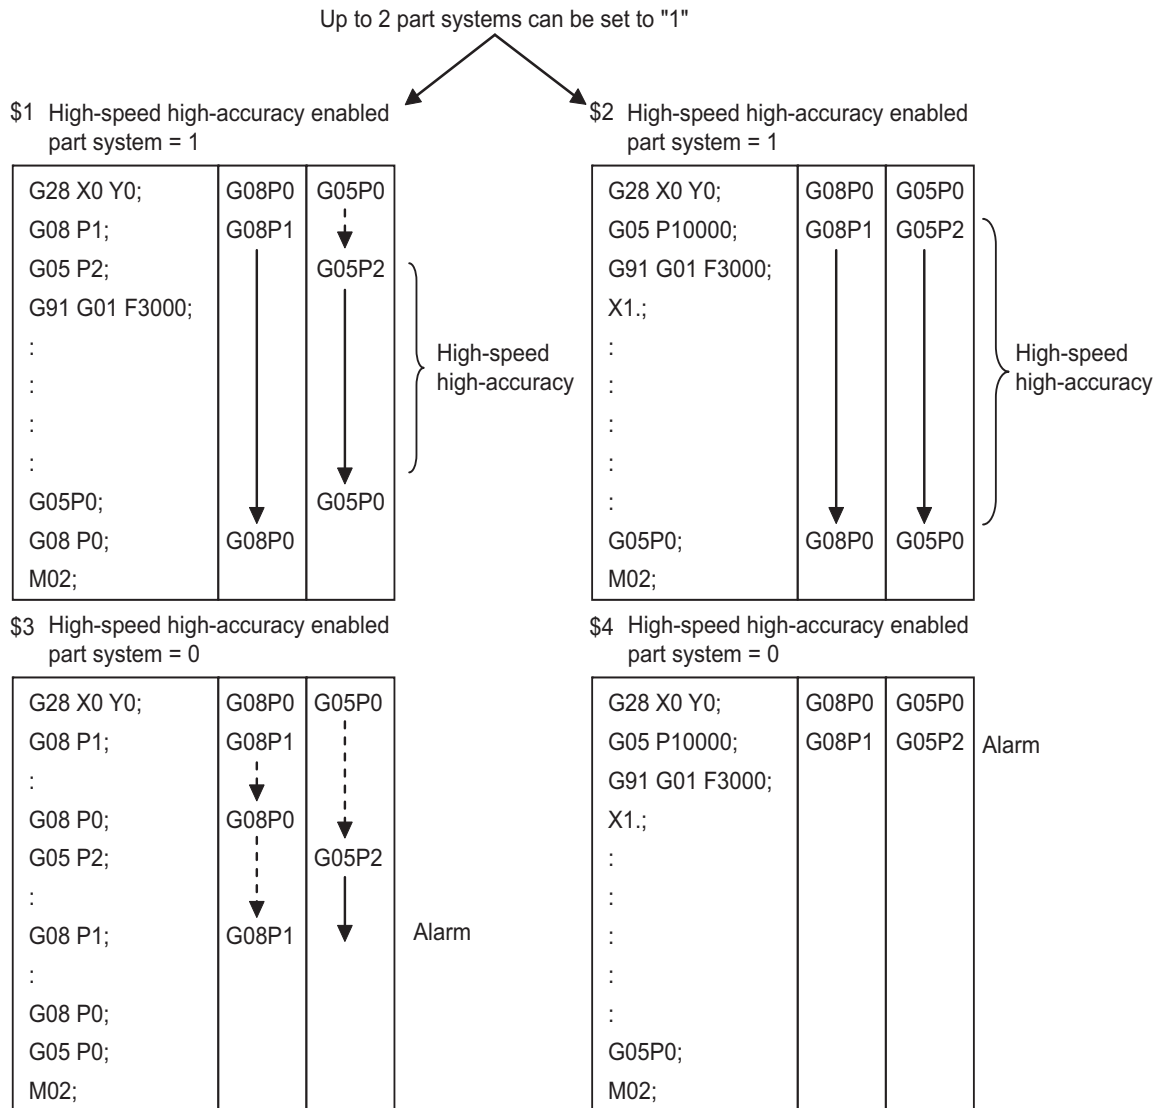 Up to 2 part systems can be set to "1"
$1 High-speed high-accuracy enabled
part system = 1
G28 X0 Y0; G08P0 G05P0
G08 P1; G08P1
G05 P2; G05P2
G91 G01 F3000;
:
:
:
:
G05P0; G05P0
G08 P0; G08P0
M02;
High-speed
high-accuracy
$2 High-speed high-accuracy enabled
part system = 1
G28 X0 Y0; G08P0 G05P0
G05 P10000; G08P1 G05P2
G91 G01 F3000;
X1.;
:
:
:
:
:
G05P0; G08P0 G05P0
M02;
High-speed
high-accuracy
$3 High-speed high-accuracy enabled
part system = 0
G28 X0 Y0; G08P0 G05P0
G08 P1; G08P1
:
G08 P0; G08P0
G05 P2; G05P2
:
G08 P1; G08P1 Alarm
:
G08 P0;
G05 P0;
M02;
$4 High-speed high-accuracy enabled
part system = 0
G28 X0 Y0; G08P0 G05P0
G05 P10000; G08P1 G05P2 Alarm
G91 G01 F3000;
X1.;
:
:
:
:
:
G05P0;
M02;